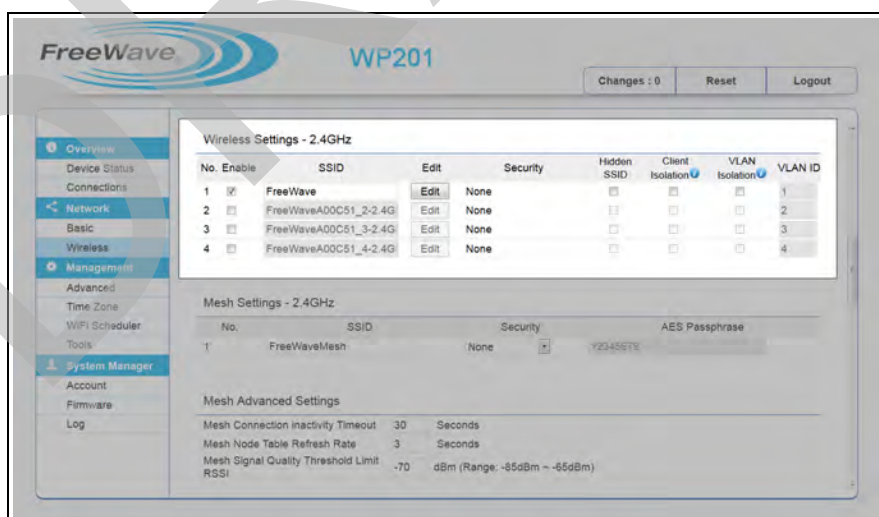 FreeWave
WP201
Changes : 0 Reset Logout
Overview
Device Status
Connections
Network
Basic
Wireless
Management
Advanced
Time Zone
WiFi Scheduler
Tools
System Manager
Account
Firmware
Log
Wireless Settings - 2.4GHz
No. Enable SSID Edit Security Hidden SSID Client Isolation VLAN Isolation VLAN ID
1 FreeWave Edit None 1
2 FreeWaveA00C51_2-2.4G Edit None 2
3 FreeWaveA00C51_3-2.4G Edit None 3
4 FreeWaveA00C51_4-2.4G Edit None 4
Mesh Settings - 2.4GHz
No. SSID Security AES Passphrase
1 FreeWaveMesh None 12345678
Mesh Advanced Settings
Mesh Connection inactivity Timeout 30 Seconds
Mesh Node Table Refresh Rate 3 Seconds
Mesh Signal Quality Threshold Limit RSSI -70 dBm (Range: -85dBm ~ -65dBm)